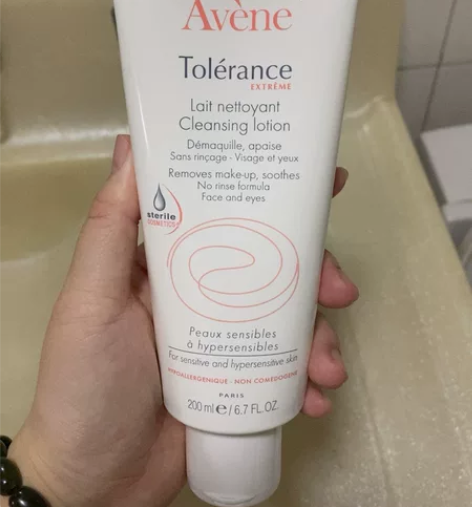 Avène
Tolérance
EXTRÊME
Lait nettoyant
Cleansing lotion
Démaquille, apaise
Sans rinçage - Visage et yeux
Removes make-up, soothes
No rinse formula
Face and eyes
sterile
COSMETICS
Peaux sensibles
à hypersensibles
For sensitive and hypersensitive skin
HYPOALLERGENIQUE - NON COMEDOGENE
PARIS
200 ml e / 6.7 FL.OZ.